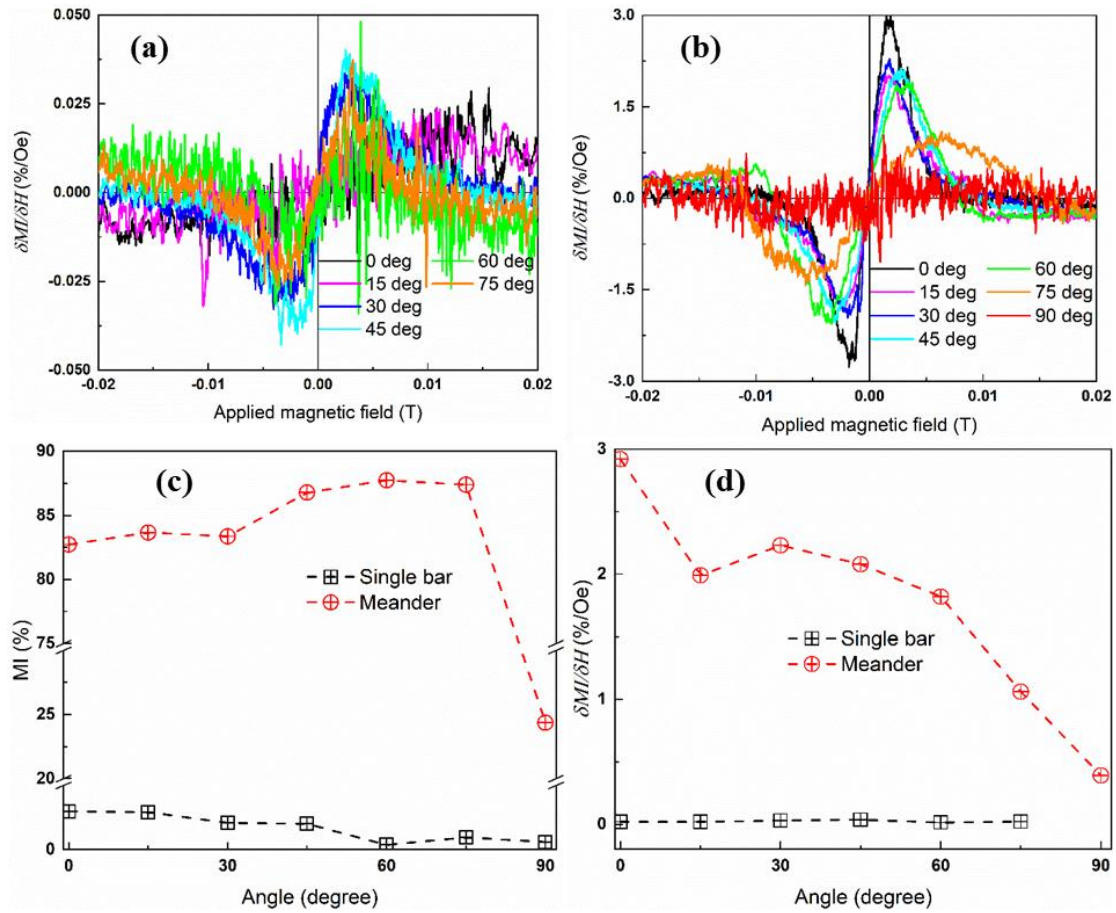 (a)
0.050
0.025
0.000
-0.025
-0.050
δMI/δH (%/Oe)
0 deg
15 deg
30 deg
45 deg
60 deg
75 deg
-0.02
-0.01
0.00
0.01
0.02
Applied magnetic field (T)
(b)
3.0
1.5
0.0
-1.5
-3.0
δMI/δH (%/Oe)
0 deg
15 deg
30 deg
45 deg
60 deg
75 deg
90 deg
-0.02
-0.01
0.00
0.01
0.02
Applied magnetic field (T)
(c)
90
85
80
75
25
20
0
MI (%)
Single bar
Meander
0
30
60
90
Angle (degree)
(d)
3
2
1
0
δMI/δH (%/Oe)
Single bar
Meander
0
30
60
90
Angle (degree)